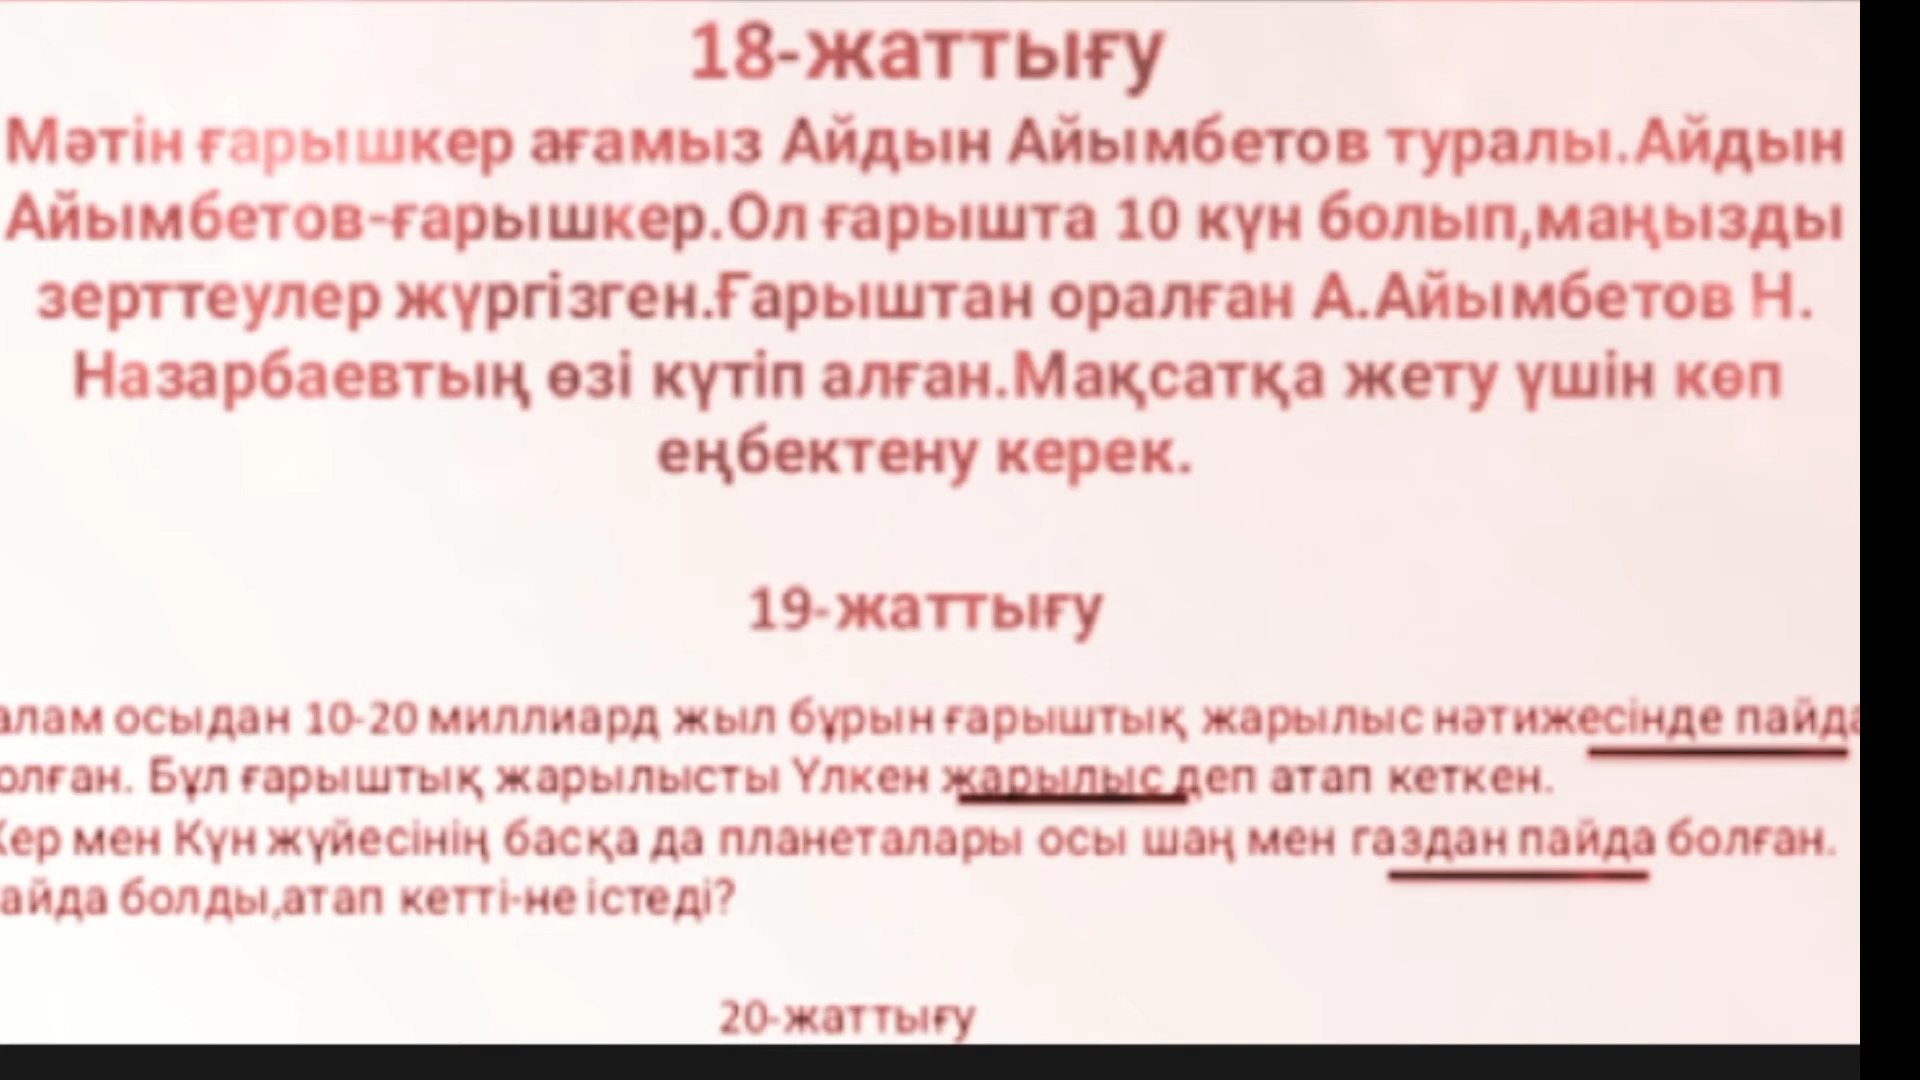 18-жаттығу
Мәтін ғарышкер ағамыз Айдын Айымбетов туралы.Айдын
Айымбетов-ғарышкер.Ол ғарышта 10 күн болып,маңызды
зерттеулер жүргізген.Ғарыштан оралған А.Айымбетов Н.
Назарбаевтың өзі күтіп алған.Мақсатқа жету үшін көп
еңбектену керек.
19-жаттығу
алам осыдан 10-20 миллиард жыл бұрын ғарыштық жарылыс нәтижесінде пайда
олған. Бұл ғарыштық жарылысты Үлкен жарылыс деп атап кеткен.
Жер мен Күн жүйесінің басқа да планеталары осы шаң мен газдан пайда болған.
айда болды,атап кетті-не істеді?
20-жаттығу